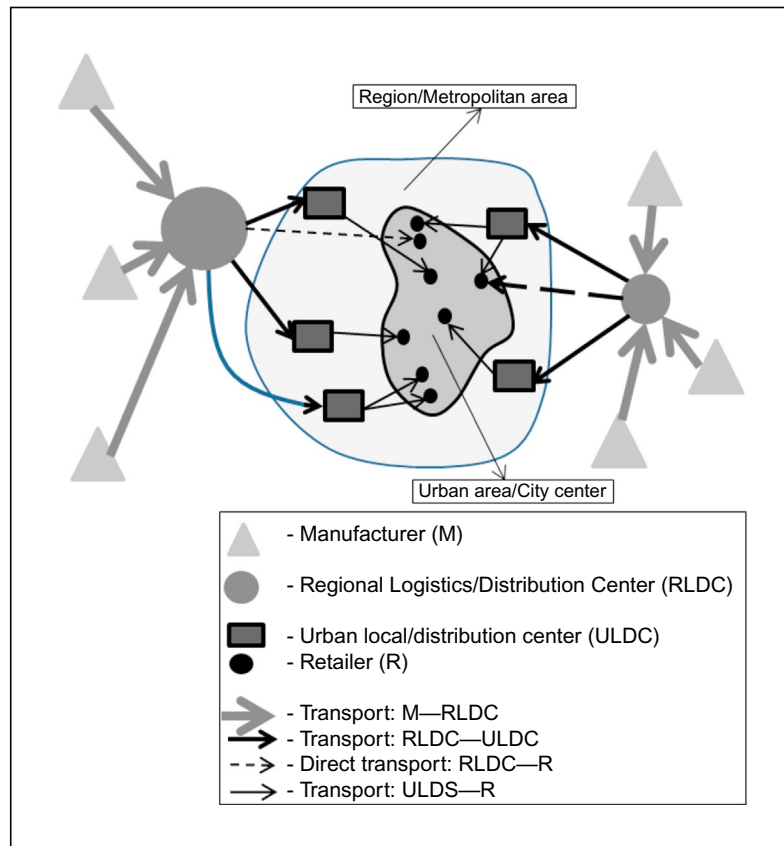 Region/Metropolitan area
Urban area/City center
- Manufacturer (M)
- Regional Logistics/Distribution Center (RLDC)
- Urban local/distribution center (ULDC)
- Retailer (R)
- Transport: M—RLDC
- Transport: RLDC—ULDC
- Direct transport: RLDC—R
- Transport: ULDS—R